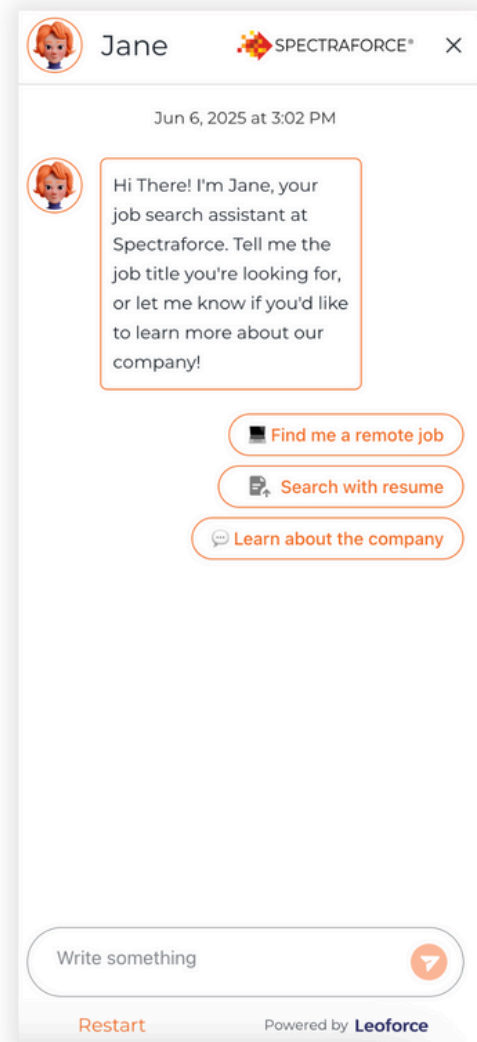 Jane
SPECTRAFORCE®
Jun 6, 2025 at 3:02 PM
Hi There! I'm Jane, your
job search assistant at
Spectraforce. Tell me the
job title you're looking for,
or let me know if you'd like
to learn more about our
company!
Find me a remote job
Search with resume
Learn about the company
Write something
Restart
Powered by Leoforce